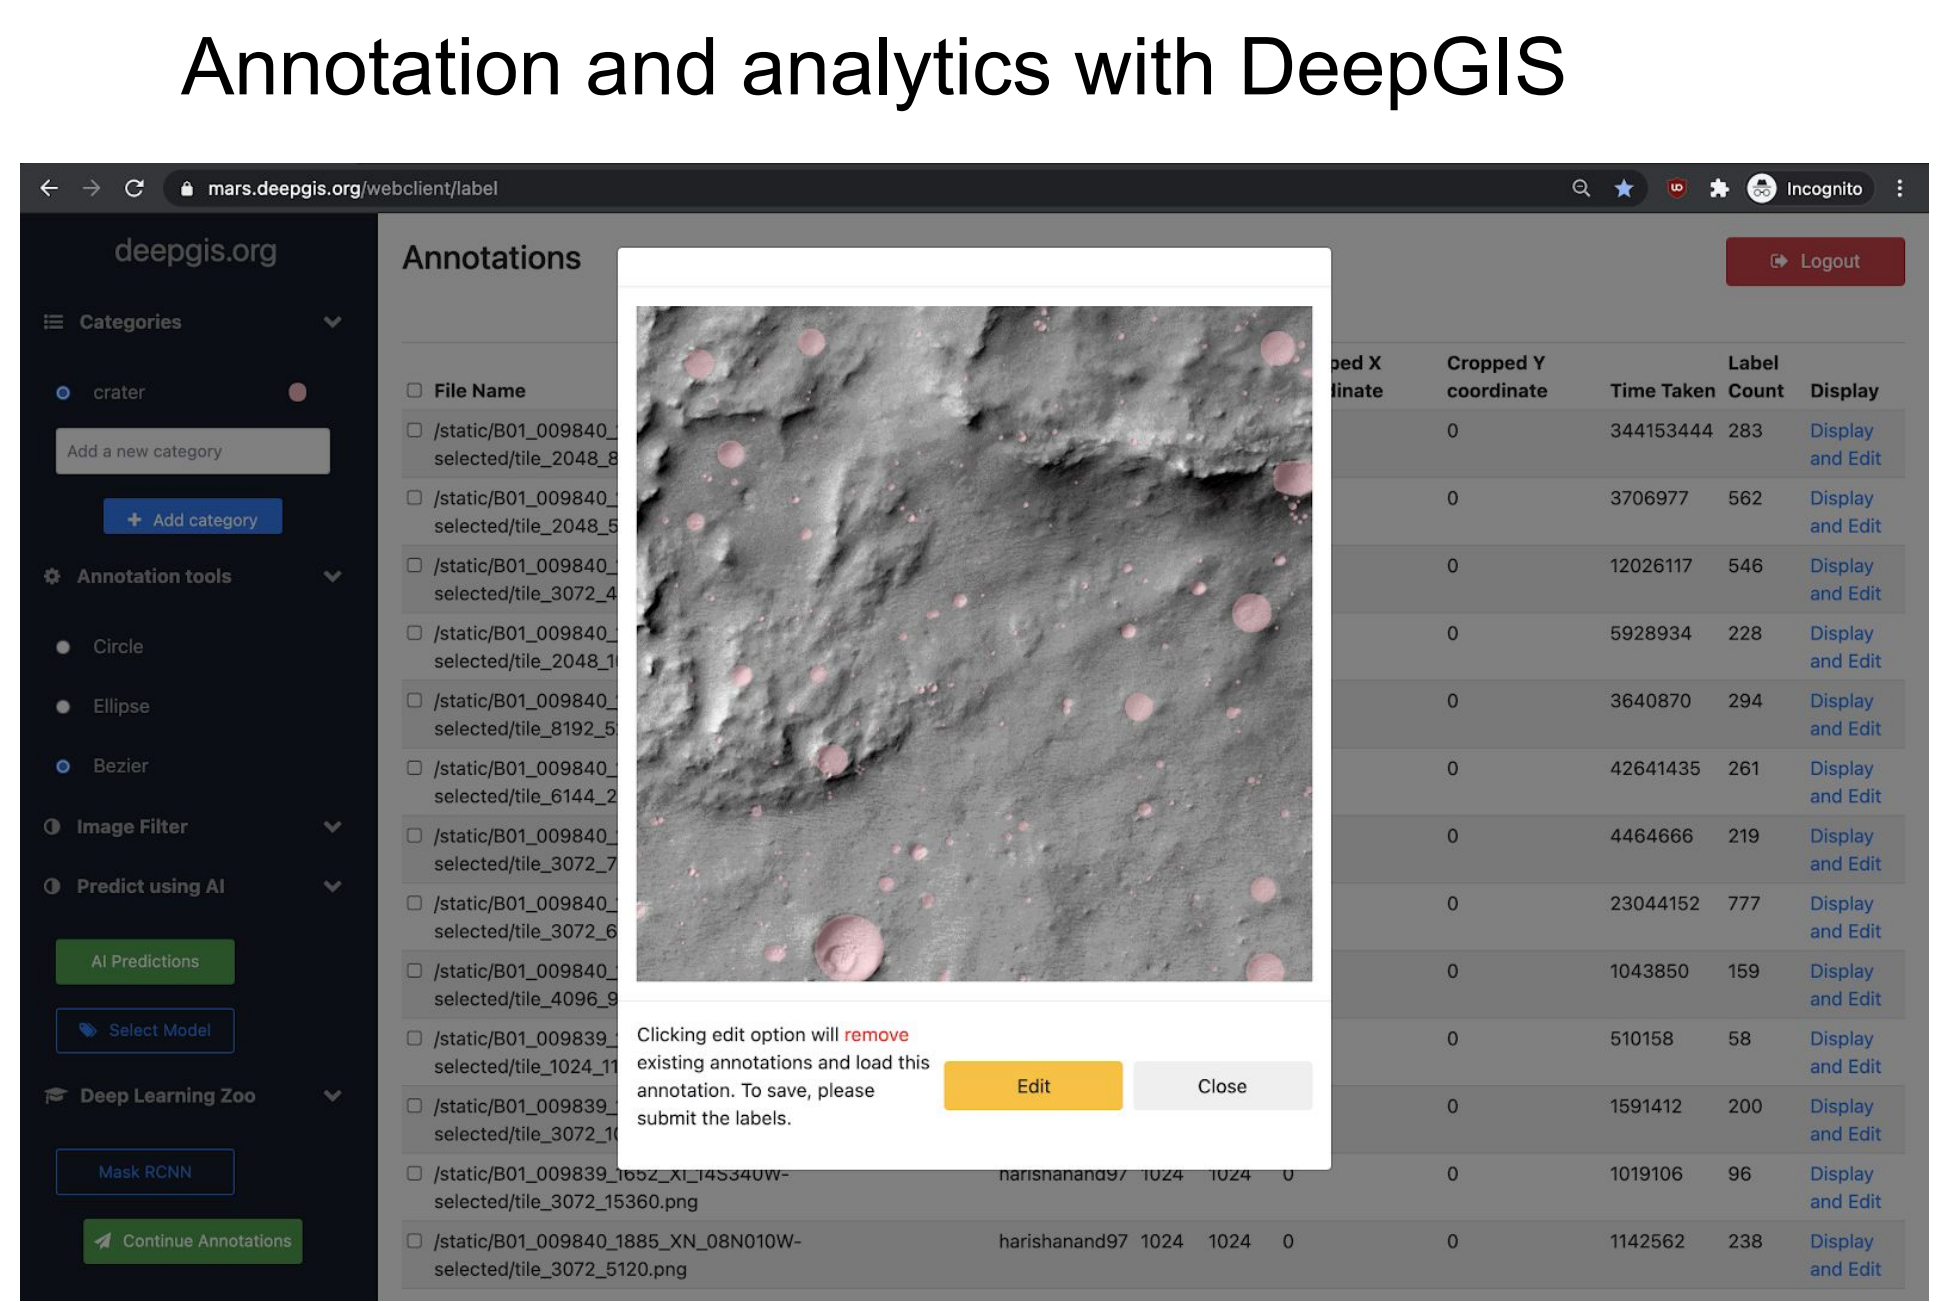 Annotation and analytics with DeepGIS
mars.deepgis.org/webclient/label
Incognito
deepgis.org
Categories
crater
Add a new category
+ Add category
Annotation tools
Circle
Ellipse
Bezier
Image Filter
Predict using AI
AI Predictions
Select Model
Deep Learning Zoo
Mask RCNN
Continue Annotations
Annotations
Logout
File Name
ped X
dinate
Cropped Y
coordinate
Time Taken
Label
Count
Display
/static/B01_009840_
selected/tile_2048_8
0 344153444 283 Display
and Edit
/static/B01_009840_
selected/tile_2048_5
0 3706977 562 Display
and Edit
/static/B01_009840_
selected/tile_3072_4
0 12026117 546 Display
and Edit
/static/B01_009840_
selected/tile_2048_1
0 5928934 228 Display
and Edit
/static/B01_009840_
selected/tile_8192_5
0 3640870 294 Display
and Edit
/static/B01_009840_
selected/tile_6144_2
0 42641435 261 Display
and Edit
/static/B01_009840_
selected/tile_3072_7
0 4464666 219 Display
and Edit
/static/B01_009840_
selected/tile_3072_6
0 23044152 777 Display
and Edit
/static/B01_009840_
selected/tile_4096_9
0 1043850 159 Display
and Edit
/static/B01_009839_
selected/tile_1024_11
0 510158 58 Display
and Edit
/static/B01_009839_
selected/tile_3072_10
0 1591412 200 Display
and Edit
/static/B01_009839_1652_XI_14S340W-
selected/tile_3072_15360.png
harishanand97 1024 1024 0 0 1019106 96 Display
and Edit
/static/B01_009840_1885_XN_08N010W-
selected/tile_3072_5120.png
harishanand97 1024 1024 0 0 1142562 238 Display
and Edit
Clicking edit option will remove
existing annotations and load this
annotation. To save, please
submit the labels.
Edit
Close